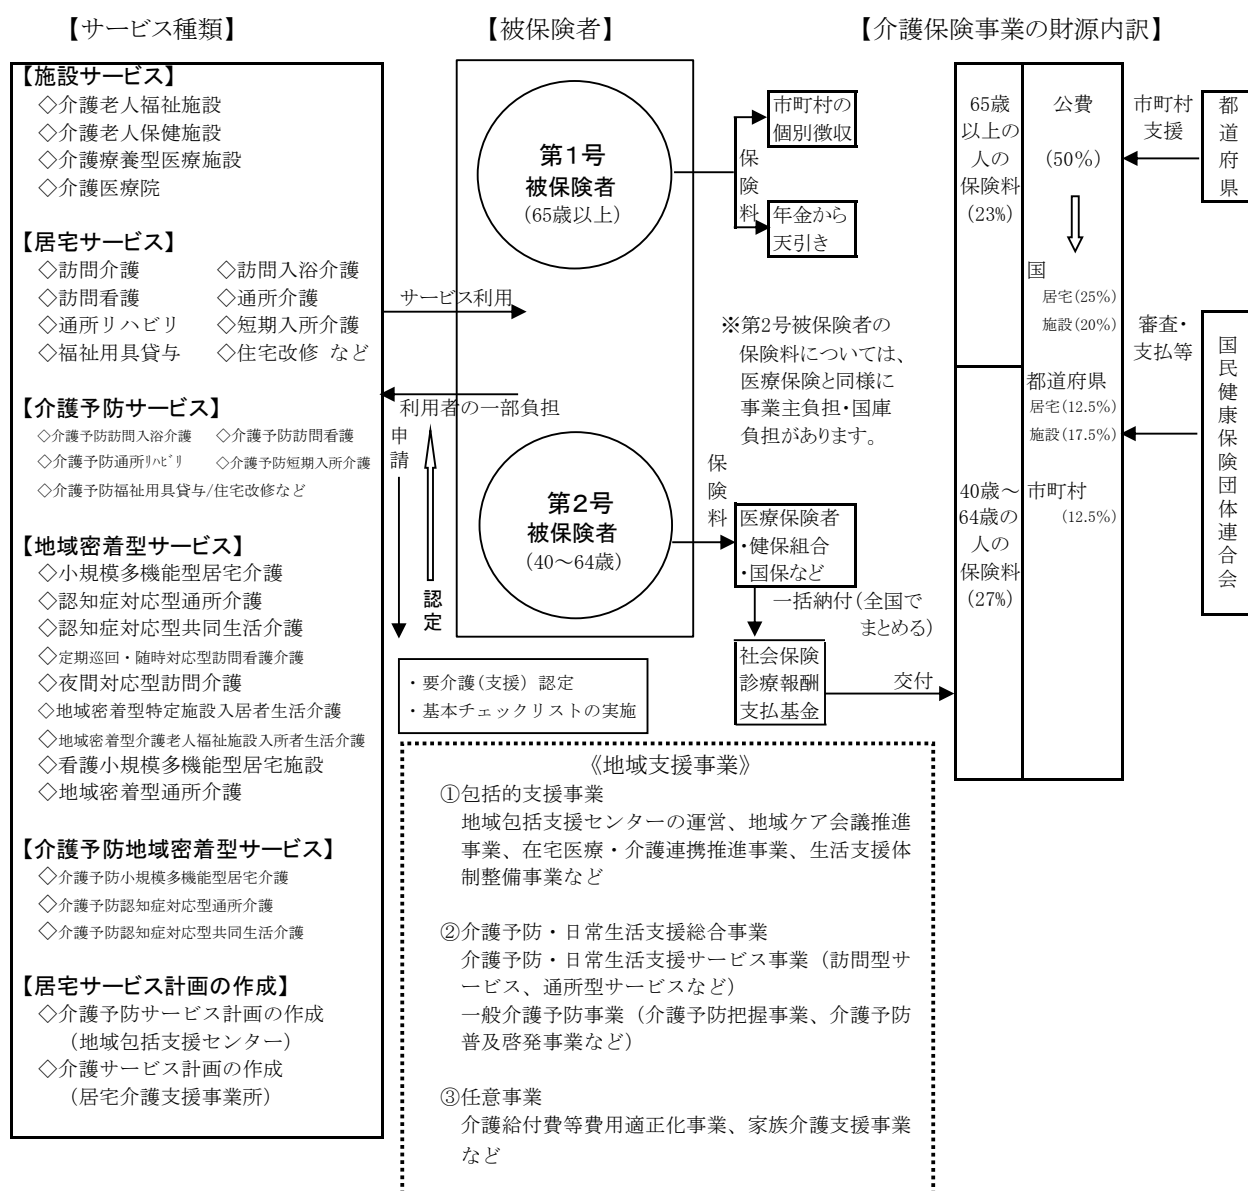 【サービス種類】
【被保険者】
【介護保険事業の財源内訳】
【施設サービス】
◇介護老人福祉施設
◇介護老人保健施設
◇介護療養型医療施設
◇介護医療院
【居宅サービス】
◇訪問介護 ◇訪問入浴介護
◇訪問看護 ◇通所介護
◇通所リハビリ ◇短期入所介護
◇福祉用具貸与 ◇住宅改修 など
【介護予防サービス】
◇介護予防訪問入浴介護 ◇介護予防訪問看護
◇介護予防通所ﾘﾊﾋﾞﾘ ◇介護予防短期入所介護
◇介護予防福祉用具貸与/住宅改修など
【地域密着型サービス】
◇小規模多機能型居宅介護
◇認知症対応型通所介護
◇認知症対応型共同生活介護
◇定期巡回・随時対応型訪問看護介護
◇夜間対応型訪問介護
◇地域密着型特定施設入居者生活介護
◇地域密着型介護老人福祉施設入所者生活介護
◇看護小規模多機能型居宅施設
◇地域密着型通所介護
【介護予防地域密着型サービス】
◇介護予防小規模多機能型居宅介護
◇介護予防認知症対応型通所介護
◇介護予防認知症対応型共同生活介護
【居宅サービス計画の作成】
◇介護予防サービス計画の作成
（地域包括支援センター）
◇介護サービス計画の作成
（居宅介護支援事業所）
サービス利用
利用者の一部負担
申請
認定
第1号
被保険者
(65歳以上)
第2号
被保険者
(40～64歳)
・要介護(支援) 認定
・基本チェックリストの実施
保険料
市町村の
個別徴収
年金から
天引き
※第2号被保険者の
保険料については、
医療保険と同様に
事業主負担・国庫
負担があります。
保険料
医療保険者
・健保組合
・国保など
一括納付(全国で
まとめる)
社会保険
診療報酬
支払基金
交付
65歳
以上の
人の
保険料
(23%)
40歳～
64歳の
人の
保険料
(27%)
公費
(50%)
国
居宅(25%)
施設(20%)
都道府県
居宅(12.5%)
施設(17.5%)
市町村
(12.5%)
市町村
支援
都道府県
審査・
支払等
国民健康保険団体連合会
《地域支援事業》
①包括的支援事業
地域包括支援センターの運営、地域ケア会議推進
事業、在宅医療・介護連携推進事業、生活支援体
制整備事業など
②介護予防・日常生活支援総合事業
介護予防・日常生活支援サービス事業（訪問型サ
ービス、通所型サービスなど）
一般介護予防事業（介護予防把握事業、介護予防
普及啓発事業など）
③任意事業
介護給付費等費用適正化事業、家族介護支援事業
など